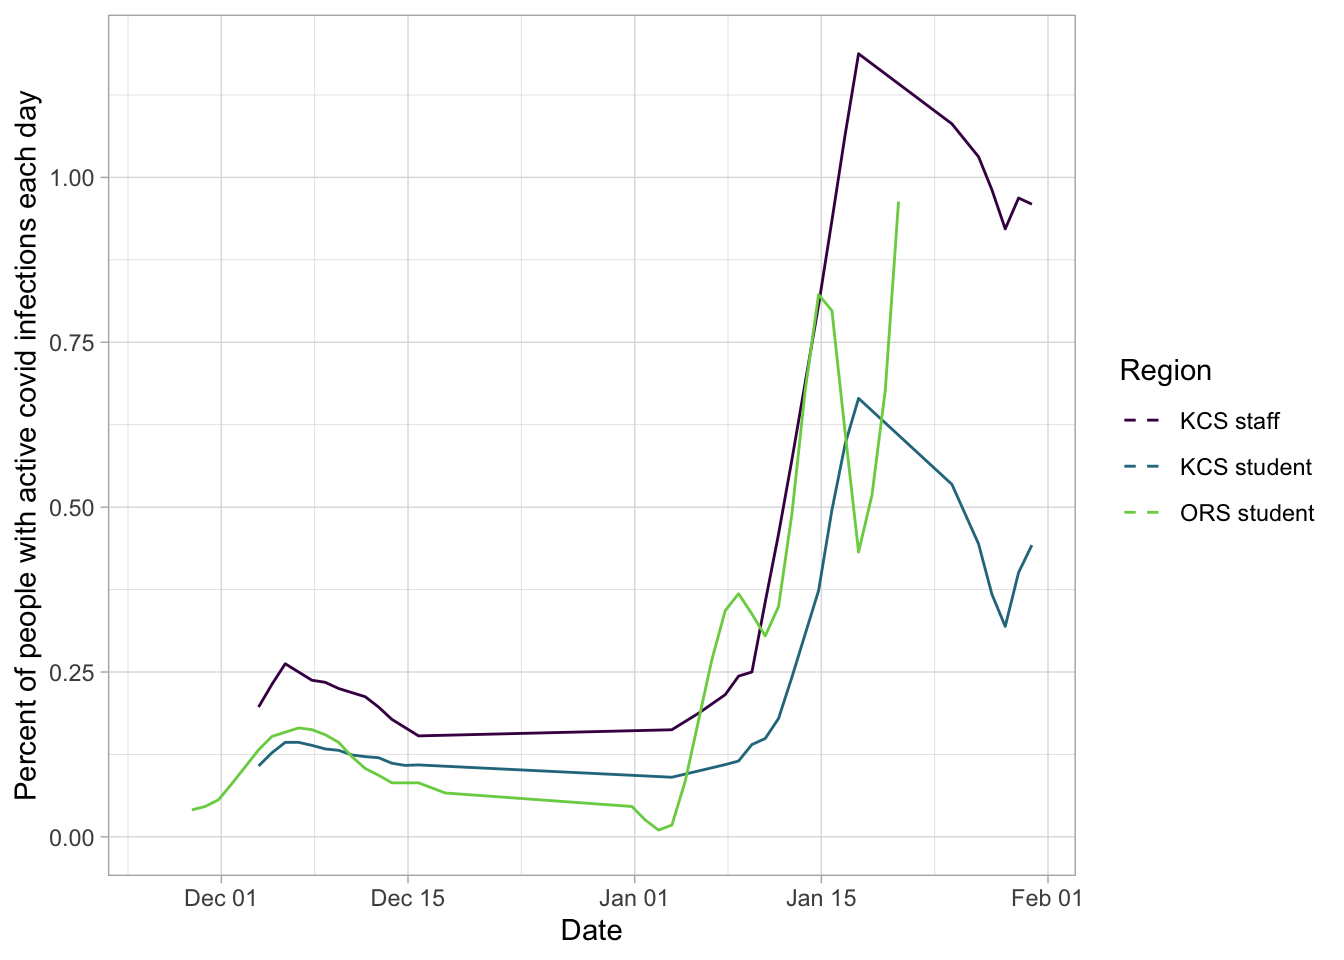 Percent of people with active covid infections each day
1.00
0.75
0.50
0.25
0.00
Dec 01
Dec 15
Jan 01
Jan 15
Feb 01
Date
Region
KCS staff
KCS student
ORS student